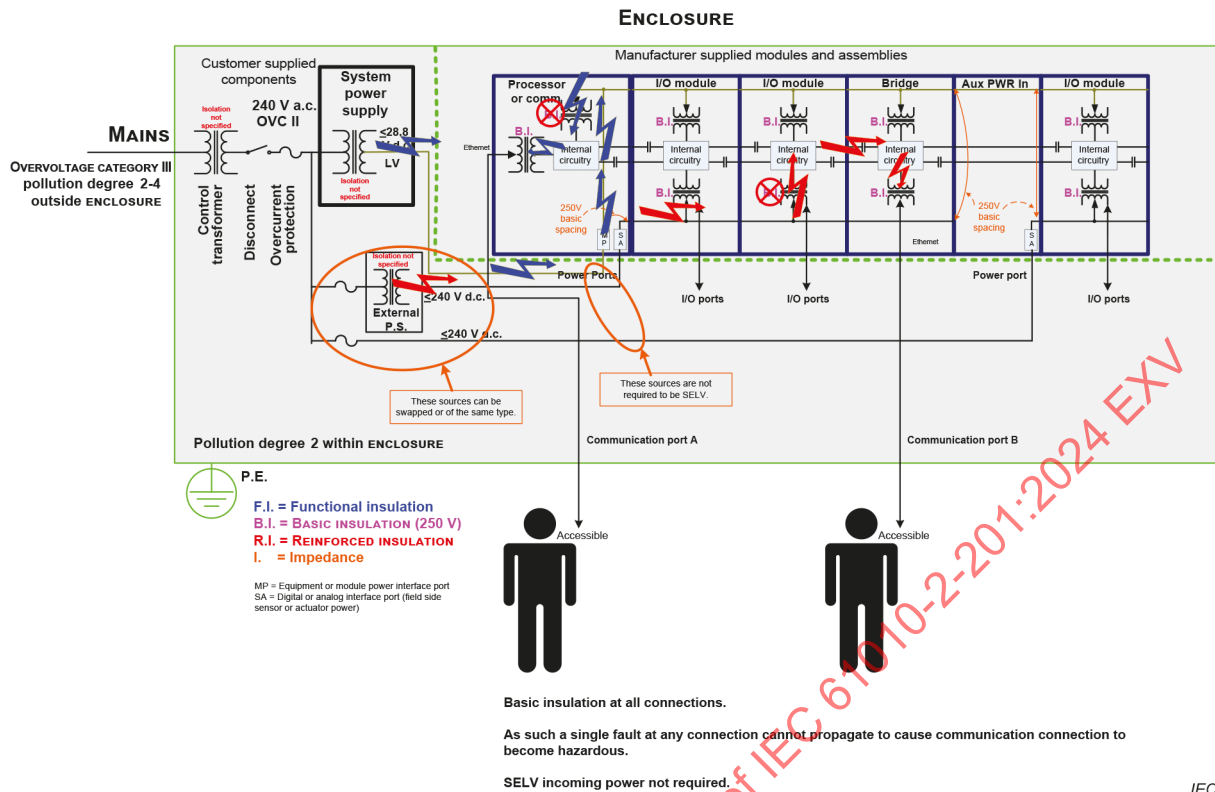 ENCLOSURE
Manufacturer supplied modules and assemblies
Customer supplied
components
System
power
supply
Processor
or comm.
I/O module
I/O module
Bridge
Aux PWR In
I/O module
Isolation
not
specified
240 V a.c.
OVC II
≤28.8
LV
Isolation
not
specified
MAINS
OVERVOLTAGE CATEGORY III
pollution degree 2-4
outside ENCLOSURE
Control
transformer
Disconnect
Overcurrent
protection
B.I.
B.I.
B.I.
B.I.
B.I.
Ethernet
Internal
circuitry
Internal
circuitry
Internal
circuitry
Internal
circuitry
Internal
circuitry
B.I.
B.I.
B.I.
B.I.
250V
basic
spacing
MP
SA
250V
basic
spacing
SA
Ethernet
Isolation not
specified
External
P.S.
≤240 V d.c.
≤240 V d.c.
Power Ports
Power port
I/O ports
I/O ports
I/O ports
These sources can be
swapped or of the same type.
These sources are not
required to be SELV.
Pollution degree 2 within ENCLOSURE
Communication port A
Communication port B
P.E.
F.I. = Functional insulation
B.I. = BASIC INSULATION (250 V)
R.I. = REINFORCED INSULATION
I. = Impedance
MP = Equipment or module power interface port
SA = Digital or analog interface port (field side
sensor or actuator power)
Accessible
Accessible
Basic insulation at all connections.
As such a single fault at any connection cannot propagate to cause communication connection to
become hazardous.
SELV incoming power not required.
of IEC 61010-2-201:2024 EXV
IEC